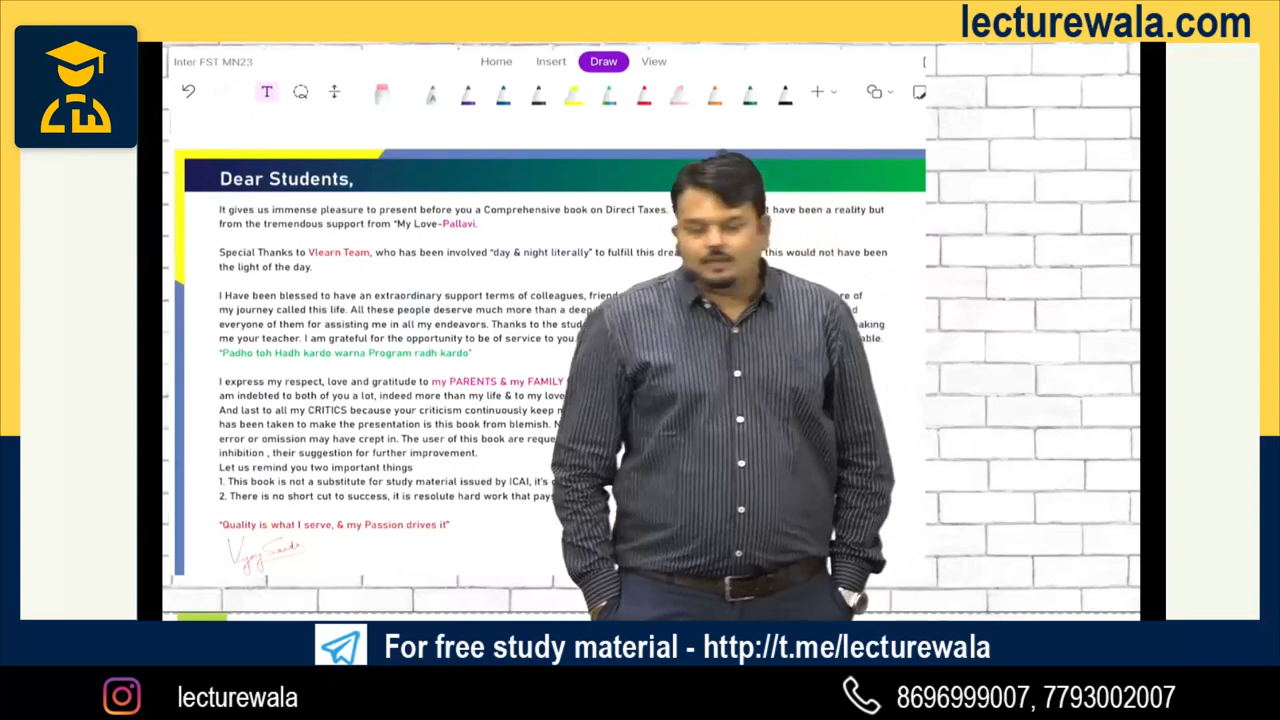 lecturewala.com
Inter FST MN23
Home Insert Draw View
T
Dear Students,
It gives us immense pleasure to present before you a Comprehensive book on Direct Taxes. have been a reality but
from the tremendous support from "My Love-Pallavi.
Special Thanks to Vlearn Team, who has been involved "day & night literally" to fulfill this this would not have been
the light of the day.
I Have been blessed to have an extraordinary support terms of colleagues, of
my journey called this life. All these people deserve much more than a deep
everyone of them for assisting me in all my endeavors. Thanks to the
me your teacher. I am grateful for the opportunity to be of service to you.
"Padho toh Hadh kardo warna Program radh kardo"
I express my respect, love and gratitude to my PARENTS & my FAMILY
am indebted to both of you a lot, indeed more than my life & to my
And last to all my CRITICS because your criticism continuously keep
has been taken to make the presentation is this book from blemish.
error or omission may have crept in. The user of this book are
inhibition , their suggestion for further improvement.
Let us remind you two important things
1. This book is not a substitute for study material issued by ICAI, it's
2. There is no short cut to success, it is resolute hard work that
"Quality is what I serve, & my Passion drives it"
Vijay Sarda
For free study material - http://t.me/lecturewala
lecturewala
8696999007, 7793002007